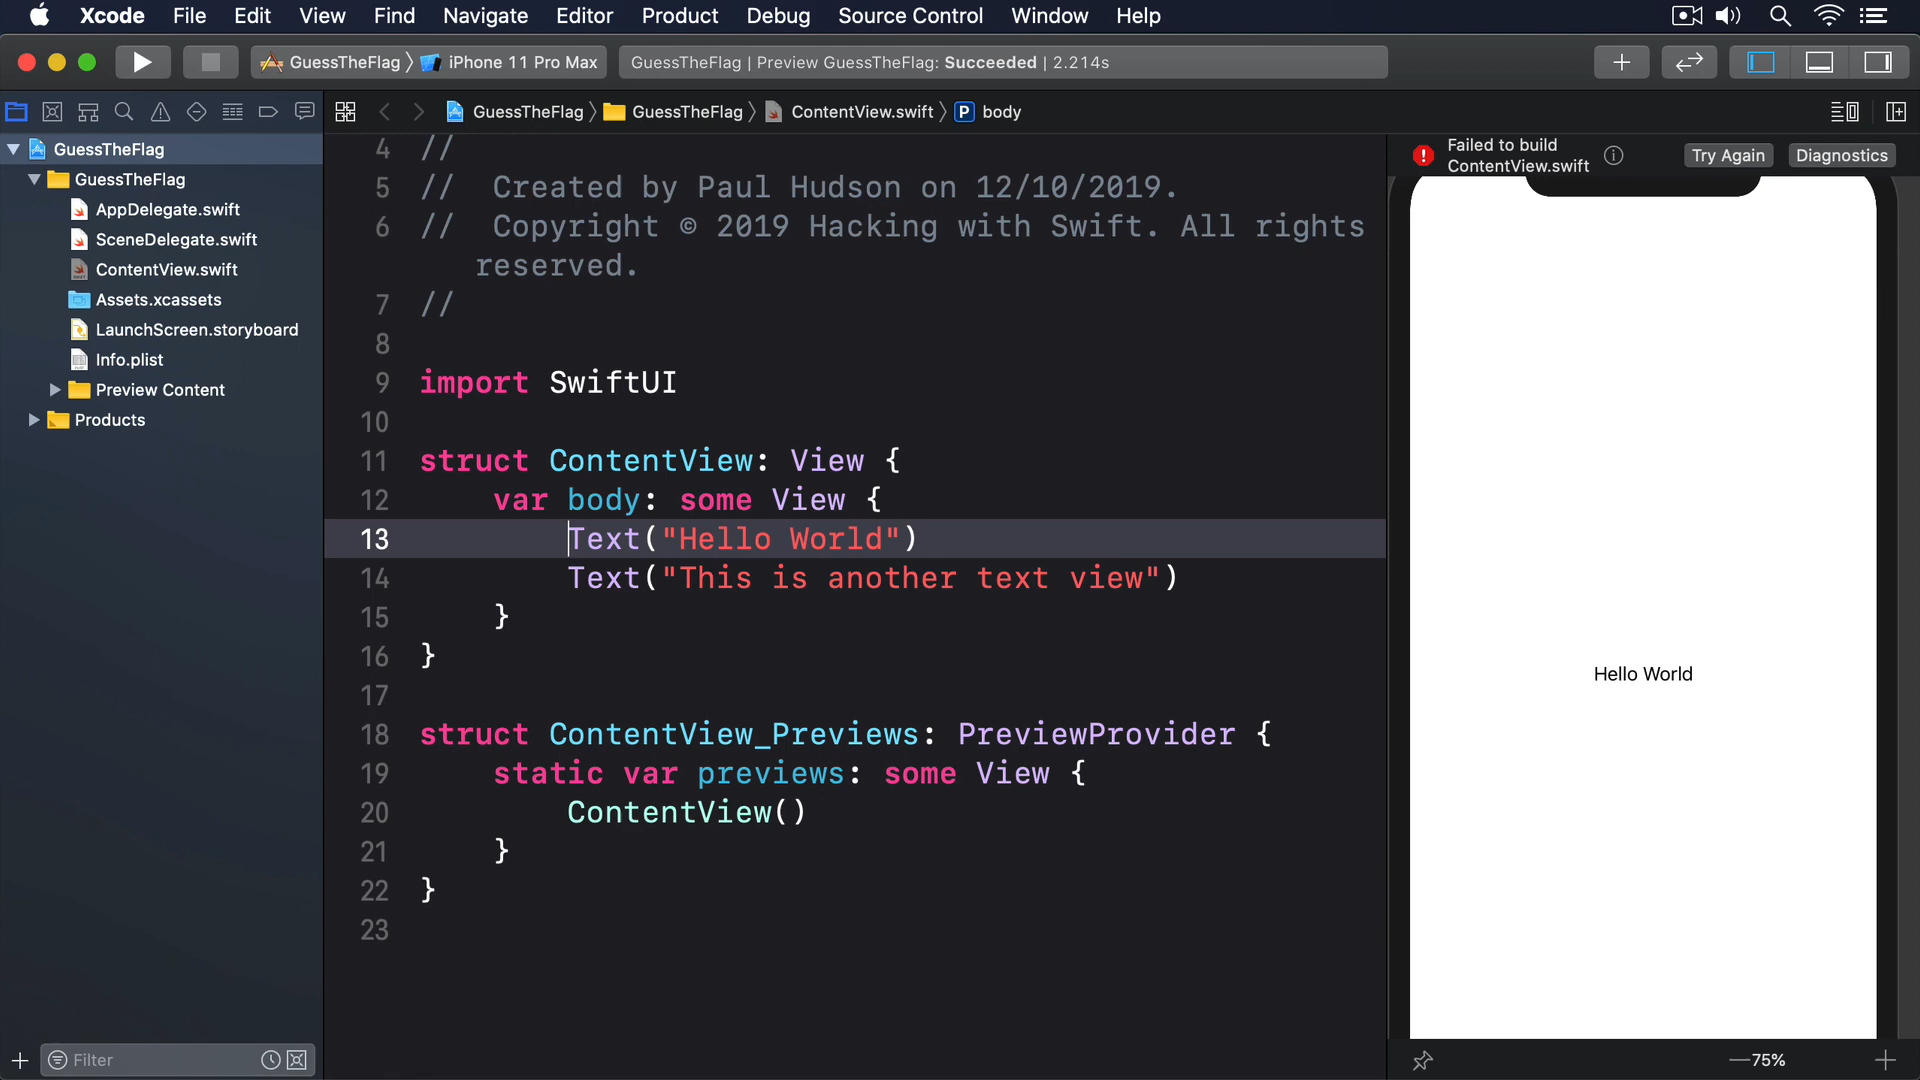 Xcode File Edit View Find Navigate Editor Product Debug Source Control Window Help
GuessTheFlag iPhone 11 Pro Max
GuessTheFlag | Preview GuessTheFlag: Succeeded | 2.214s
GuessTheFlag GuessTheFlag ContentView.swift P body
GuessTheFlag
GuessTheFlag
AppDelegate.swift
SceneDelegate.swift
ContentView.swift
Assets.xcassets
LaunchScreen.storyboard
Info.plist
Preview Content
Products
Filter
4 //
5 //  Created by Paul Hudson on 12/10/2019.
6 //  Copyright © 2019 Hacking with Swift. All rights
reserved.
7 //
8
9 import SwiftUI
10
11 struct ContentView: View {
12     var body: some View {
13         Text("Hello World")
14         Text("This is another text view")
15     }
16 }
17
18 struct ContentView_Previews: PreviewProvider {
19     static var previews: some View {
20         ContentView()
21     }
22 }
23
Failed to build
ContentView.swift
Try Again
Diagnostics
Hello World
75%